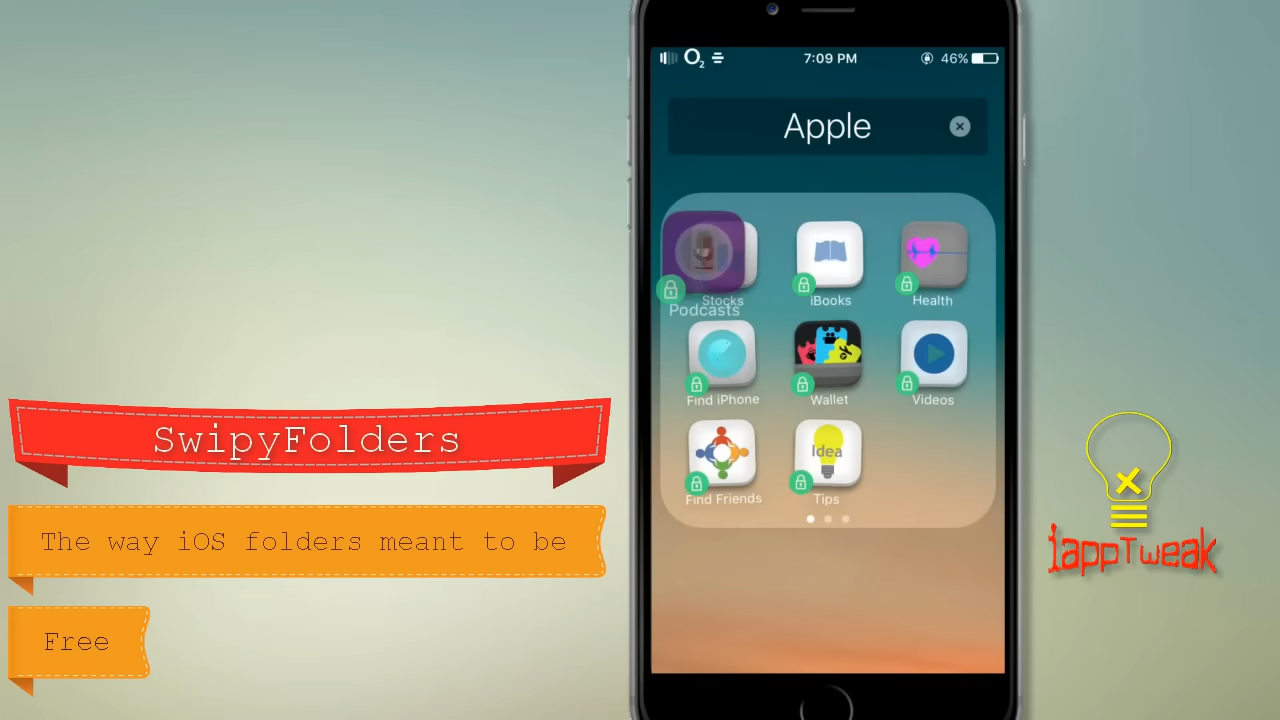 O2
7:09 PM
46%
Apple
Stocks
iBooks
Health
Podcasts
Find iPhone
Wallet
Videos
Idea
Find Friends
Tips
SwipyFolders
The way iOS folders meant to be
Free
iappTweak